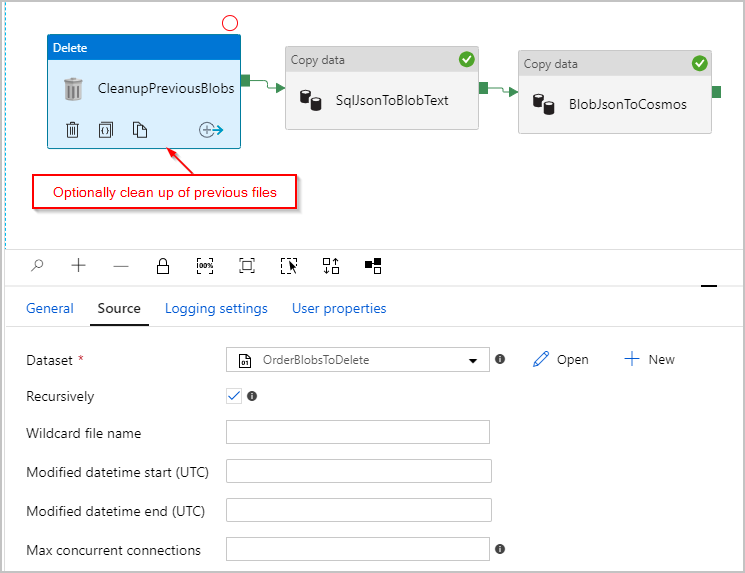 Delete
CleanupPreviousBlobs
Copy data
SqlJsonToBlobText
Copy data
BlobJsonToCosmos
Optionally clean up of previous files
100%
General
Source
Logging settings
User properties
Dataset *
OrderBlobsToDelete
Open
New
Recursively
Wildcard file name
Modified datetime start (UTC)
Modified datetime end (UTC)
Max concurrent connections